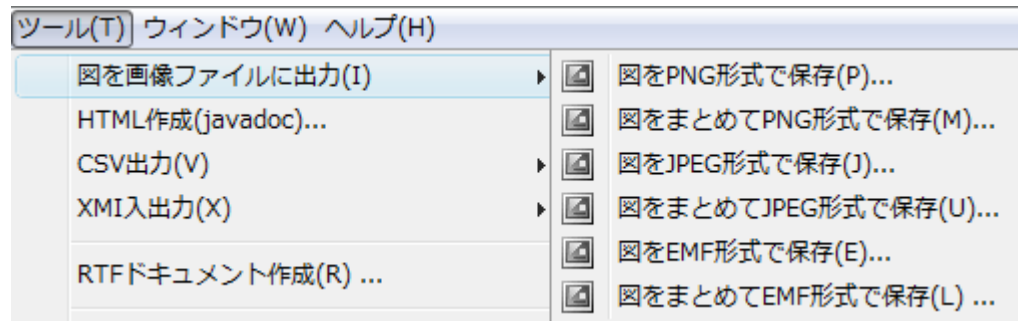 ツール(T) ウィンドウ(W) ヘルプ(H)
図を画像ファイルに出力(I)
HTML作成(javadoc)...
CSV出力(V)
XMI入出力(X)
RTFドキュメント作成(R) ...
図をPNG形式で保存(P)...
図をまとめてPNG形式で保存(M)...
図をJPEG形式で保存(J)...
図をまとめてJPEG形式で保存(U)...
図をEMF形式で保存(E)...
図をまとめてEMF形式で保存(L) ...